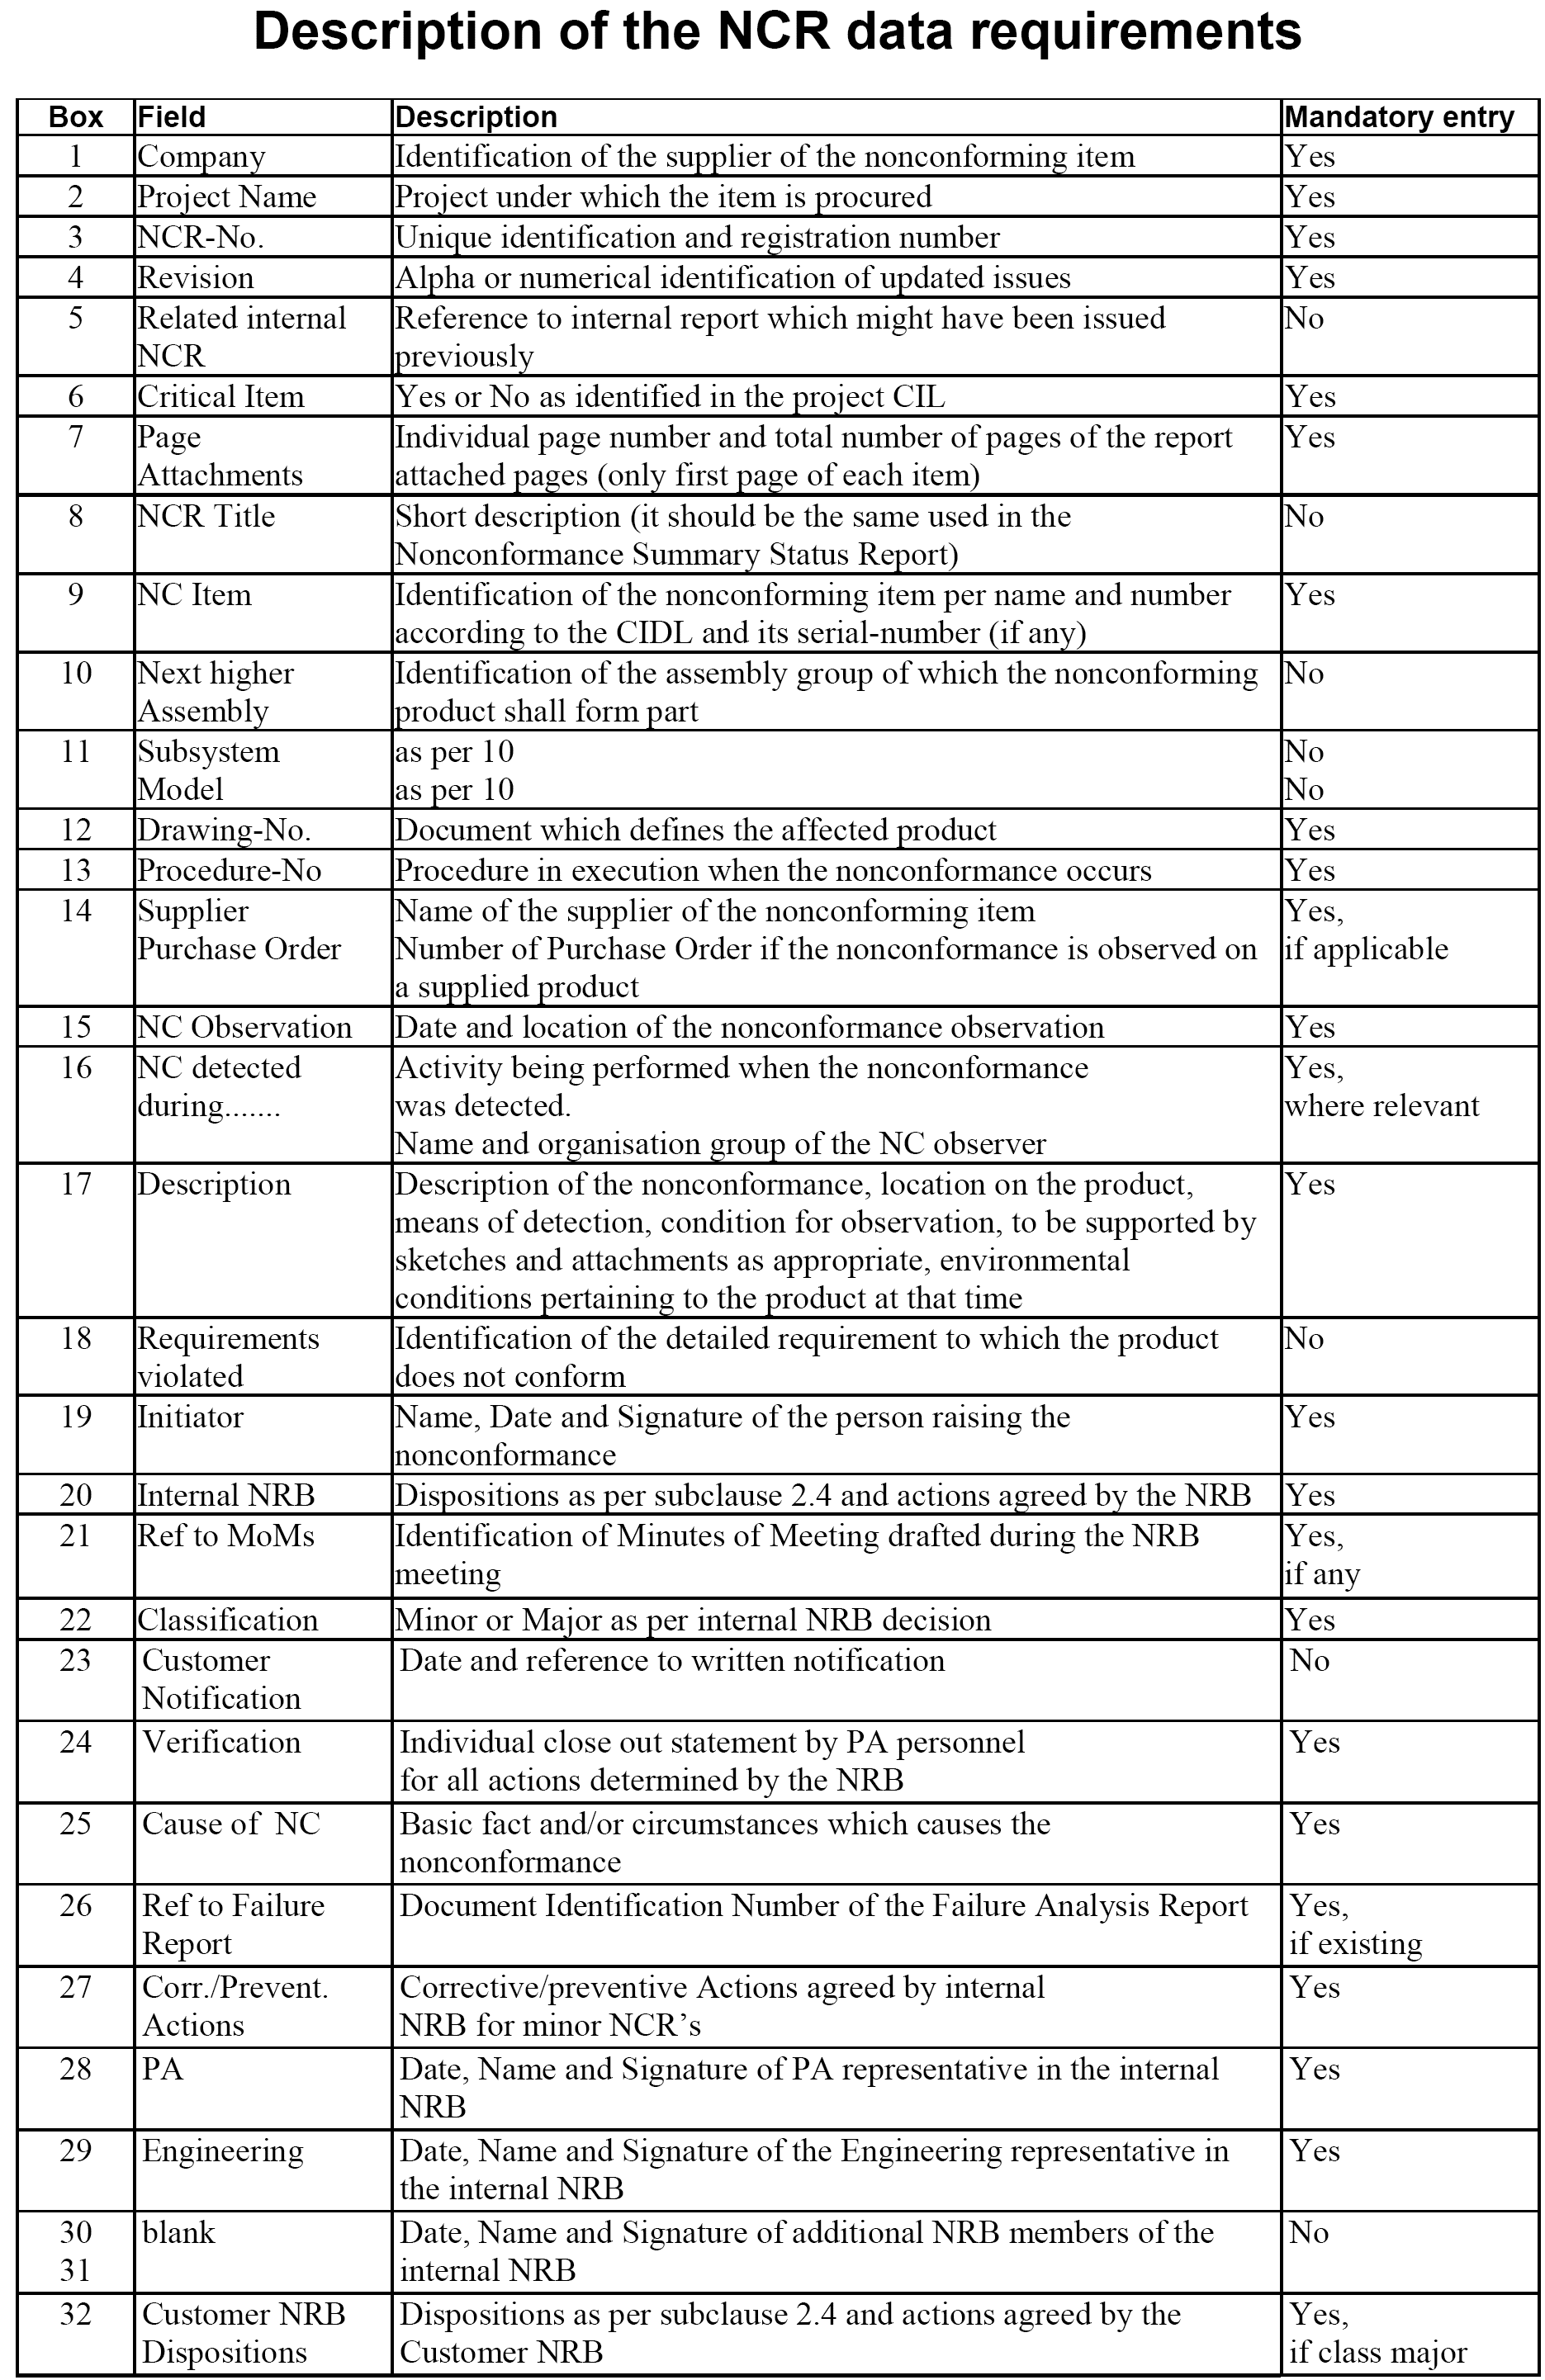 Description of the NCR data requirements
Box Field Description Mandatory entry
1 Company Identification of the supplier of the nonconforming item Yes
2 Project Name Project under which the item is procured Yes
3 NCR-No. Unique identification and registration number Yes
4 Revision Alpha or numerical identification of updated issues Yes
5 Related internal Reference to internal report which might have been issued No
NCR previously
6 Critical Item Yes or No as identified in the project CIL Yes
7 Page Individual page number and total number of pages of the report Yes
Attachments attached pages (only first page of each item)
8 NCR Title Short description (it should be the same used in the No
Nonconformance Summary Status Report)
9 NC Item Identification of the nonconforming item per name and number Yes
according to the CIDL and its serial-number (if any)
10 Next higher Identification of the assembly group of which the nonconforming No
Assembly product shall form part
11 Subsystem as per 10 No
Model as per 10 No
12 Drawing-No. Document which defines the affected product Yes
13 Procedure-No Procedure in execution when the nonconformance occurs Yes
14 Supplier Name of the supplier of the nonconforming item Yes,
Purchase Order Number of Purchase Order if the nonconformance is observed on if applicable
a supplied product
15 NC Observation Date and location of the nonconformance observation Yes
16 NC detected Activity being performed when the nonconformance Yes,
during....... was detected. where relevant
Name and organisation group of the NC observer
17 Description Description of the nonconformance, location on the product, Yes
means of detection, condition for observation, to be supported by
sketches and attachments as appropriate, environmental
conditions pertaining to the product at that time
18 Requirements Identification of the detailed requirement to which the product No
violated does not conform
19 Initiator Name, Date and Signature of the person raising the Yes
nonconformance
20 Internal NRB Dispositions as per subclause 2.4 and actions agreed by the NRB Yes
21 Ref to MoMs Identification of Minutes of Meeting drafted during the NRB Yes,
meeting if any
22 Classification Minor or Major as per internal NRB decision Yes
23 Customer Date and reference to written notification No
Notification
24 Verification Individual close out statement by PA personnel Yes
for all actions determined by the NRB
25 Cause of NC Basic fact and/or circumstances which causes the Yes
nonconformance
26 Ref to Failure Document Identification Number of the Failure Analysis Report Yes,
Report if existing
27 Corr./Prevent. Corrective/preventive Actions agreed by internal Yes
Actions NRB for minor NCR’s
28 PA Date, Name and Signature of PA representative in the internal Yes
NRB
29 Engineering Date, Name and Signature of the Engineering representative in Yes
the internal NRB
30 blank Date, Name and Signature of additional NRB members of the No
31 internal NRB
32 Customer NRB Dispositions as per subclause 2.4 and actions agreed by the Yes,
Dispositions Customer NRB if class major